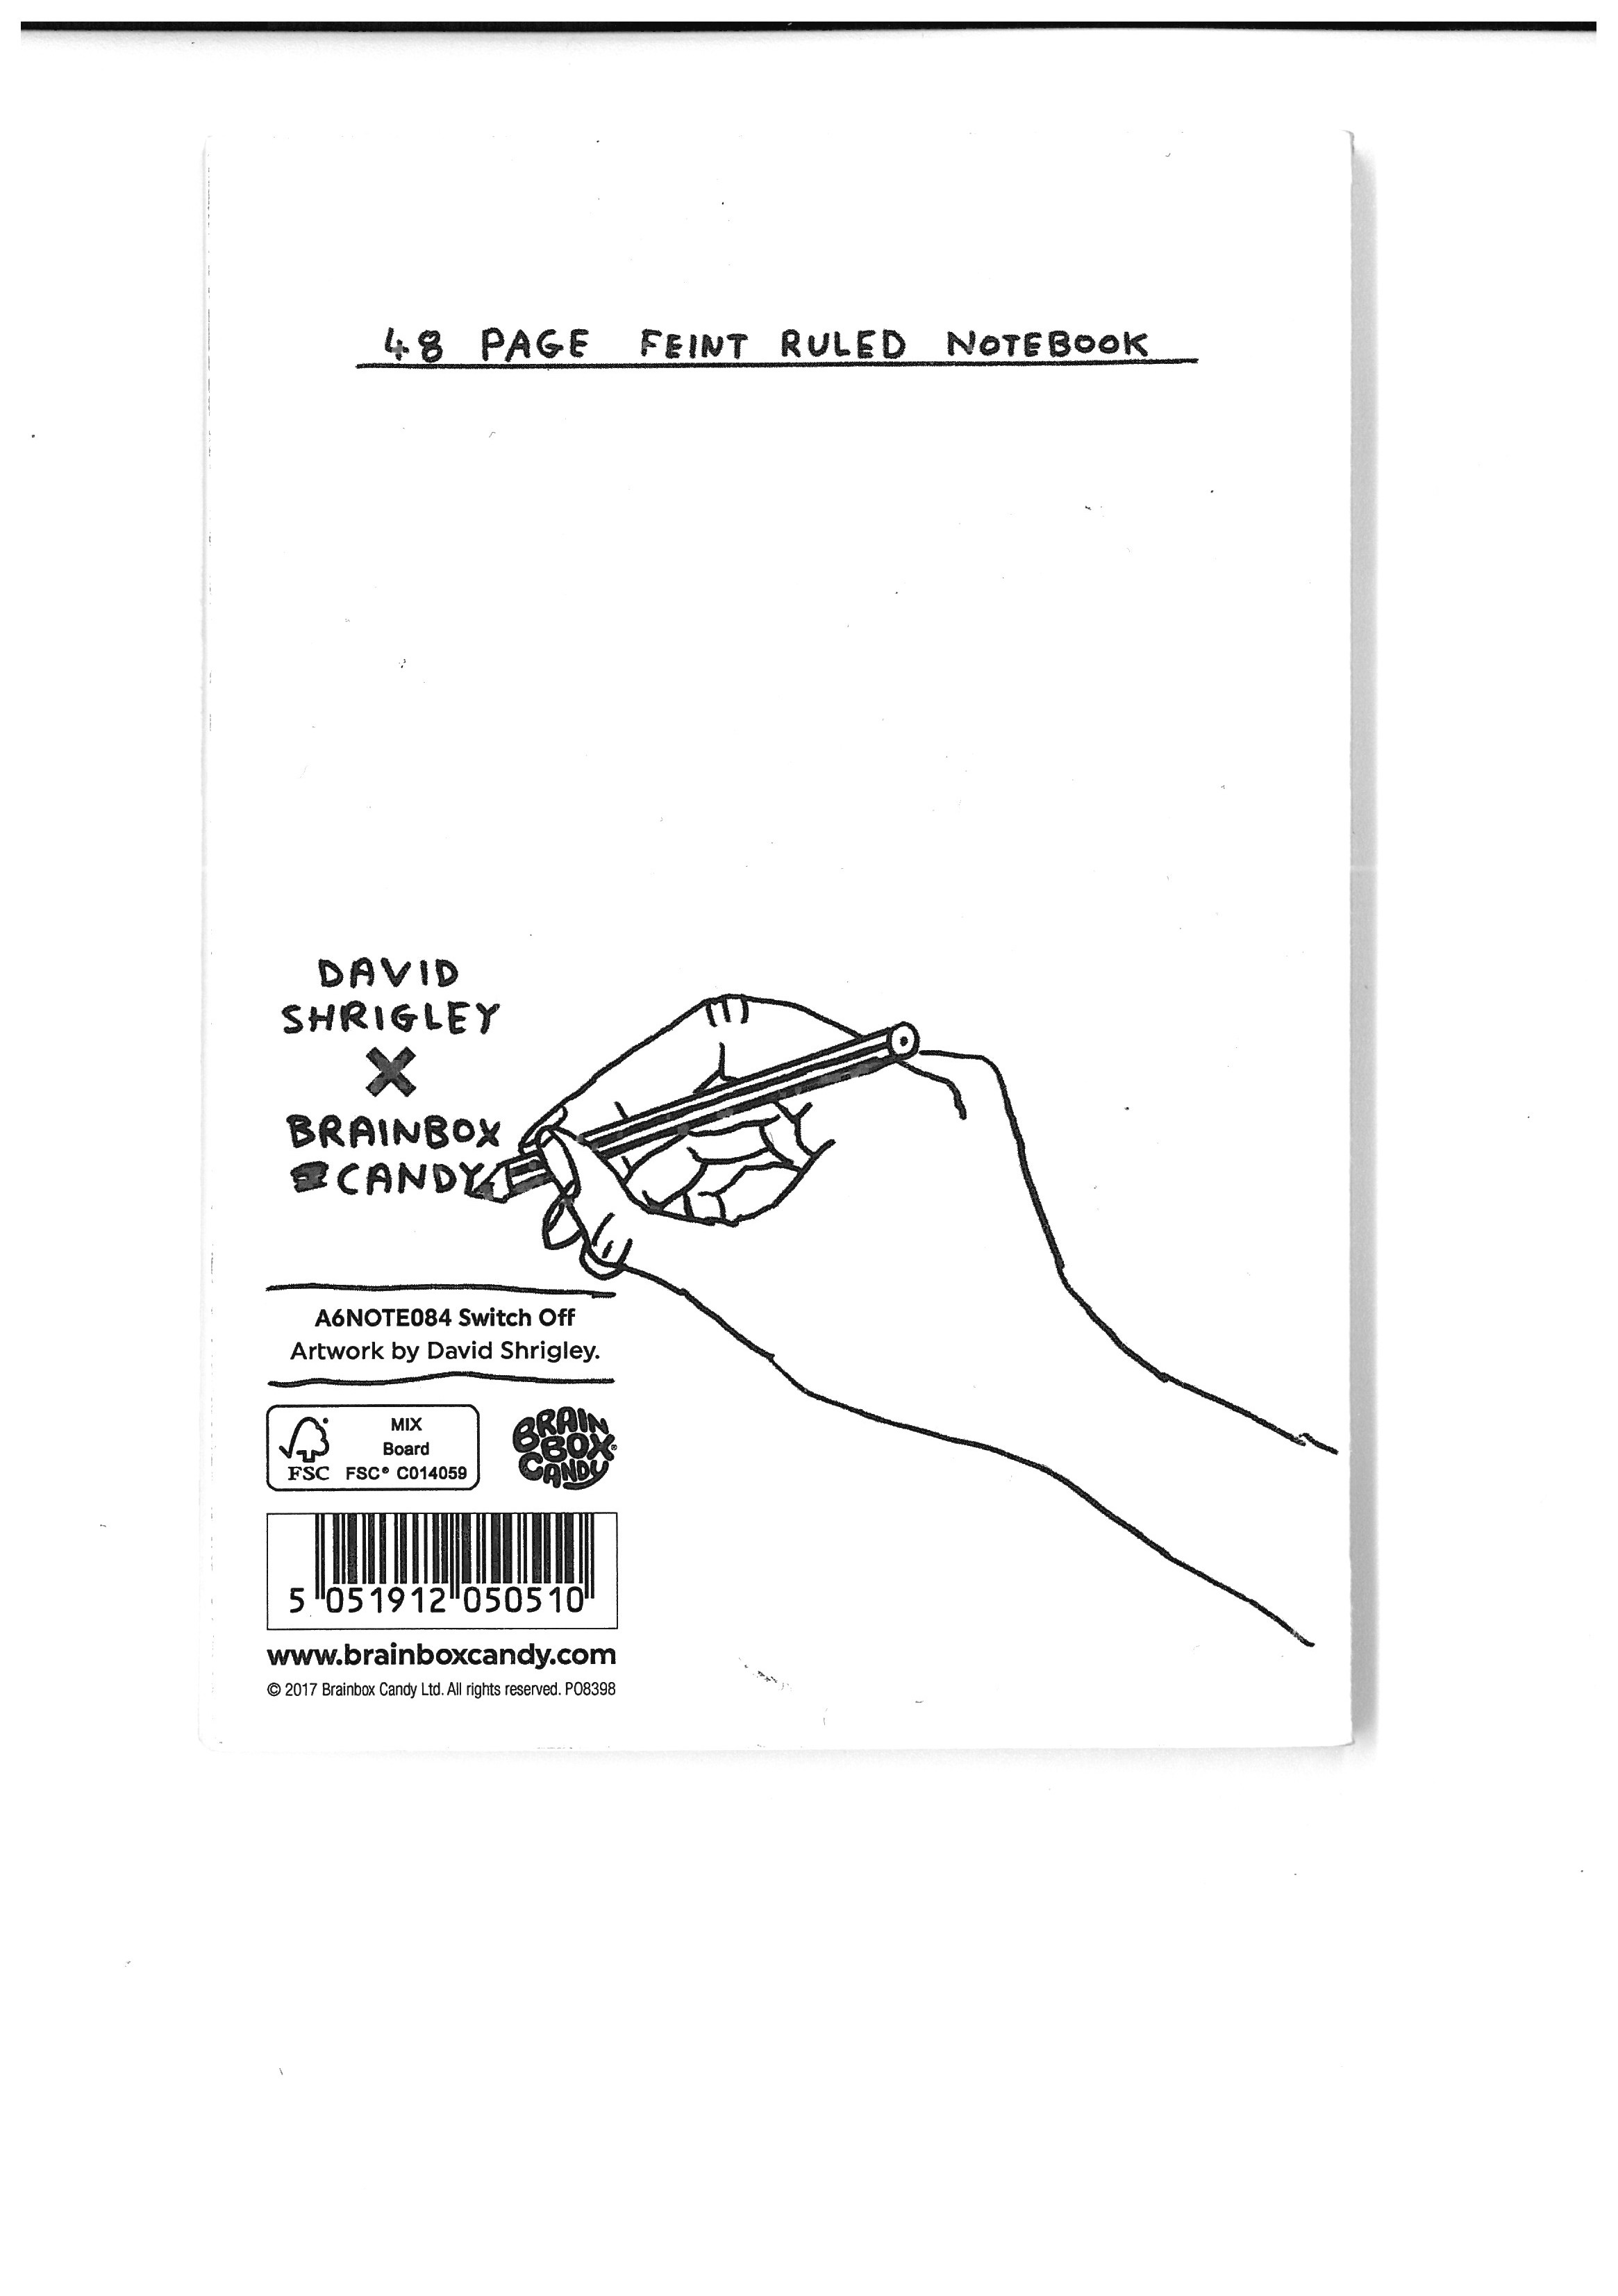 48 PAGE FEINT RULED NOTEBOOK
DAVID
SHRIGLEY
X
BRAINBOX
CANDY
A6NOTE084 Switch Off
Artwork by David Shrigley.
MIX
Board
FSC FSC® C014059
BRAIN
BOX®
CANDY
5 051912 050510
www.brainboxcandy.com
© 2017 Brainbox Candy Ltd. All rights reserved. P08398